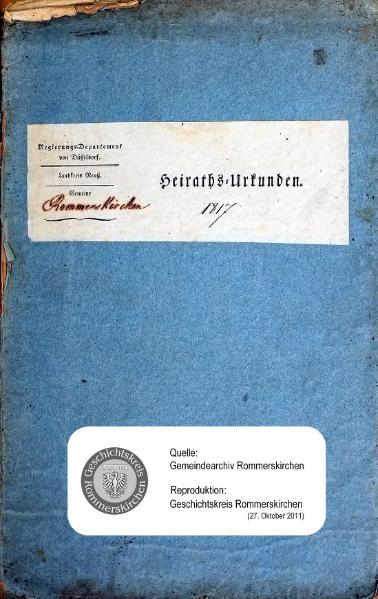 Regierungs-Departement
von Düsseldorf.
Landkreis Neuß.
Gemeine
Rommerskirchen
Heiraths-Urkunden.
1817
Geschichtskreis
Rommerskirchen
Quelle:
Gemeindearchiv Rommerskirchen
Reproduktion:
Geschichtskreis Rommerskirchen
(27. Oktober 2011)